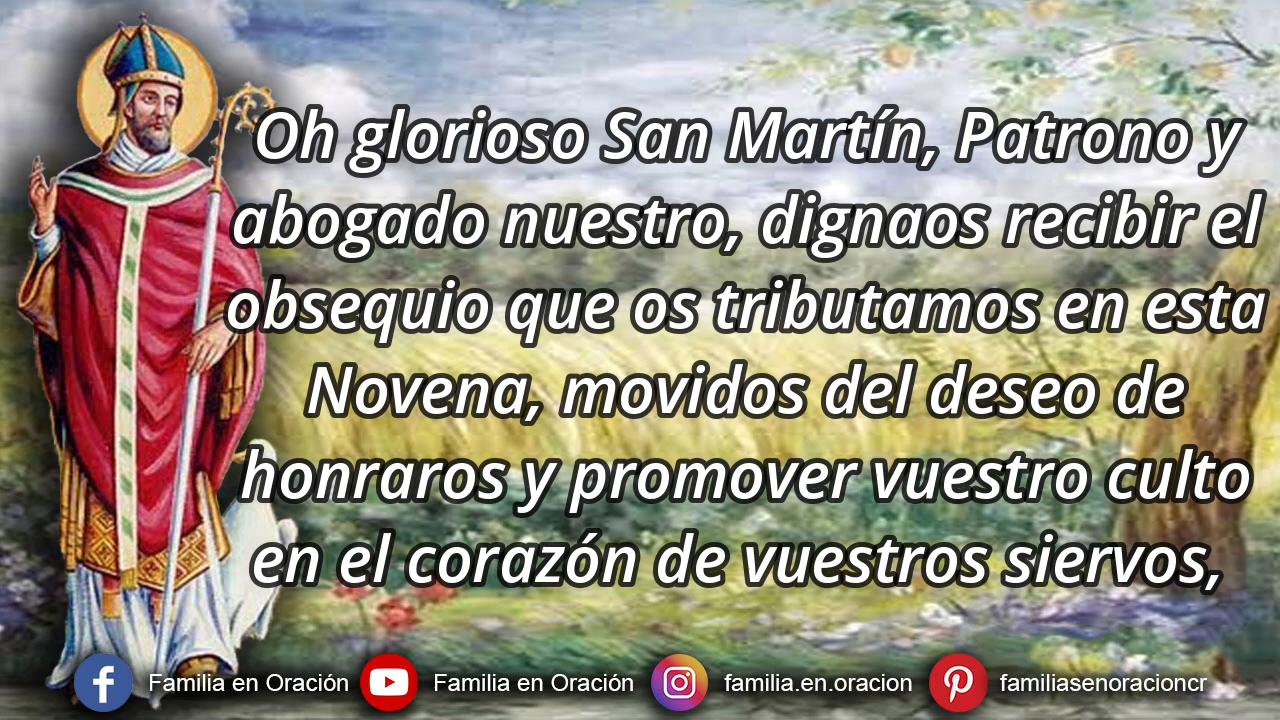 Oh glorioso San Martín, Patrono y
abogado nuestro, dignaos recibir el
obsequio que os tributamos en esta
Novena, movidos del deseo de
honraros y promover vuestro culto
en el corazón de vuestros siervos,
Familia en Oración Familia en Oración familia.en.oracion familiasenoracioncr